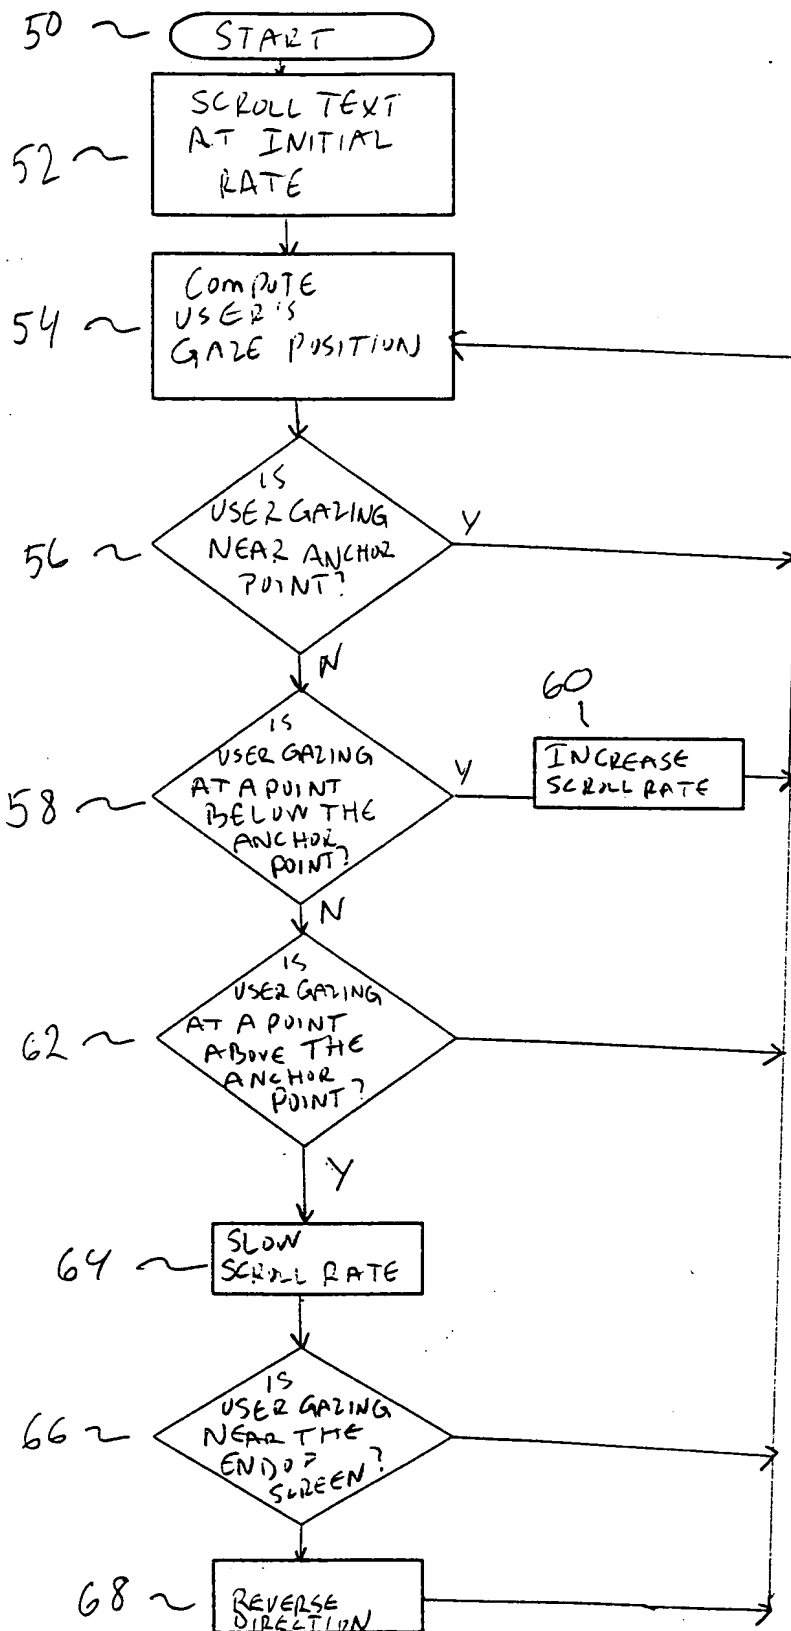 50
START
52
SCROLL TEXT
AT INITIAL
RATE
54
COMPUTE
USER'S
GAZE POSITION
56
IS
USER GAZING
NEAR ANCHOR
POINT?
Y
N
58
IS
USER GAZING
AT A POINT
BELOW THE
ANCHOR
POINT?
Y
60
INCREASE
SCROLL RATE
N
62
IS
USER GAZING
AT A POINT
ABOVE THE
ANCHOR
POINT?
Y
64
SLOW
SCROLL RATE
66
IS
USER GAZING
NEAR THE
END OF
SCREEN?
68
REVERSE
DIRECTION